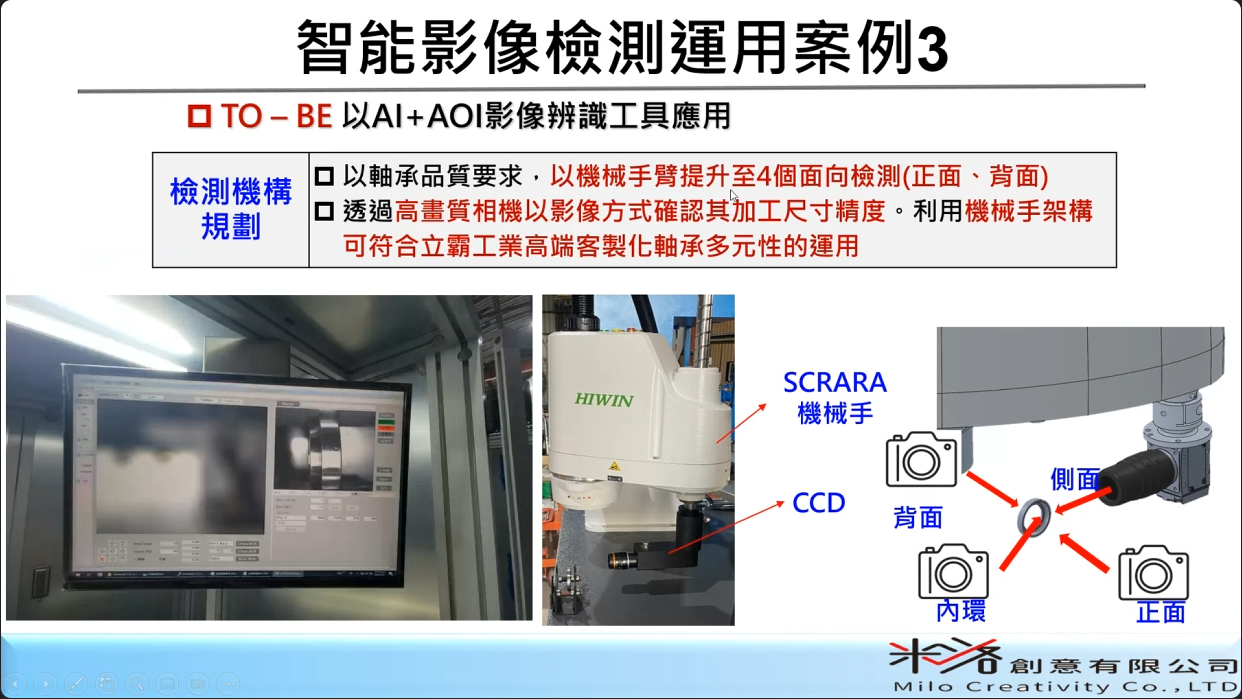 智能影像檢測運用案例3
TO – BE 以AI+AOI影像辨識工具應用
檢測機構
規劃
以軸承品質要求，以機械手臂提升至4個面向檢測(正面、背面)
透過高畫質相機以影像方式確認其加工尺寸精度。利用機械手架構
可符合立霸工業高端客製化軸承多元性的運用
HIWIN
SCRARA
機械手
CCD
側面
背面
內環
正面
米洛創意有限公司
Milo Creativity Co.,LTD